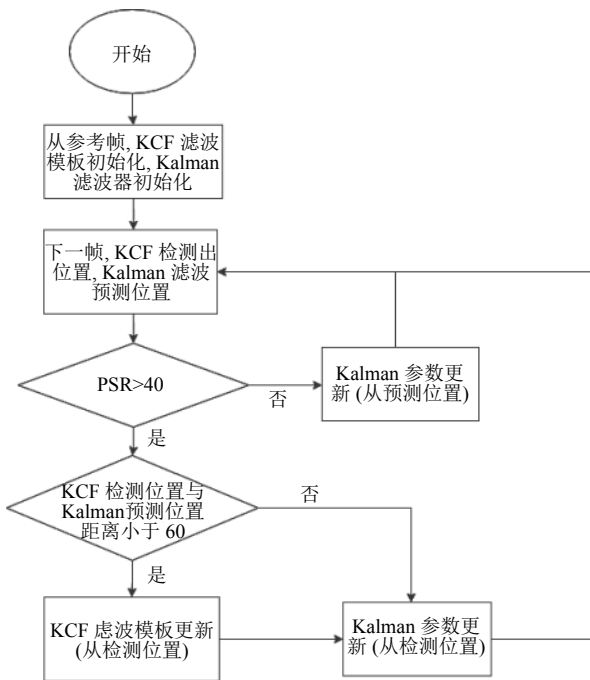 开始
从参考帧, KCF 滤波
模板初始化, Kalman
滤波器初始化
下一帧, KCF 检测出
位置, Kalman 滤波
预测位置
PSR>40
否
Kalman 参数更
新 (从预测位置)
是
KCF 检测位置与
Kalman预测位置
距离小于 60
否
是
KCF 虑波模板更新
(从检测位置)
Kalman 参数更
新 (从检测位置)